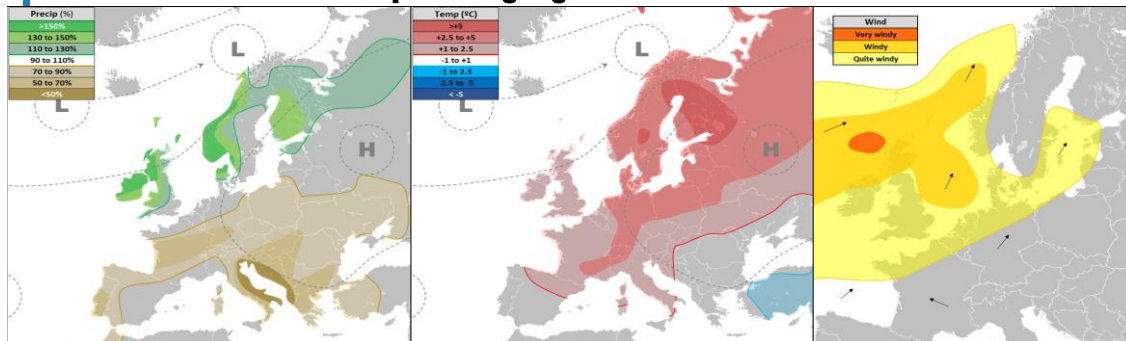 Precip (%)
>150%
130 to 150%
110 to 130%
90 to 110%
70 to 90%
50 to 70%
<50%
L
L
H
Temp (ºC)
>+5
+2.5 to +5
+1 to 2.5
-1 to +1
-1 to 2.5
-2.5 to -5
< -5
L
H
Wind
Very windy
Windy
Quite windy